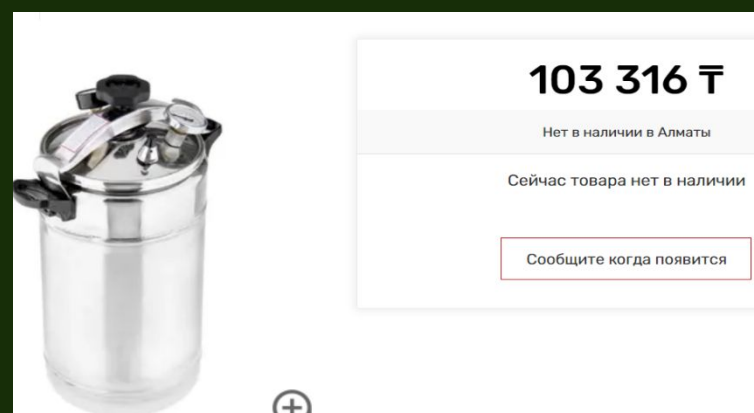 103 316 ₸
Нет в наличии в Алматы
Сейчас товара нет в наличии
Сообщите когда появится